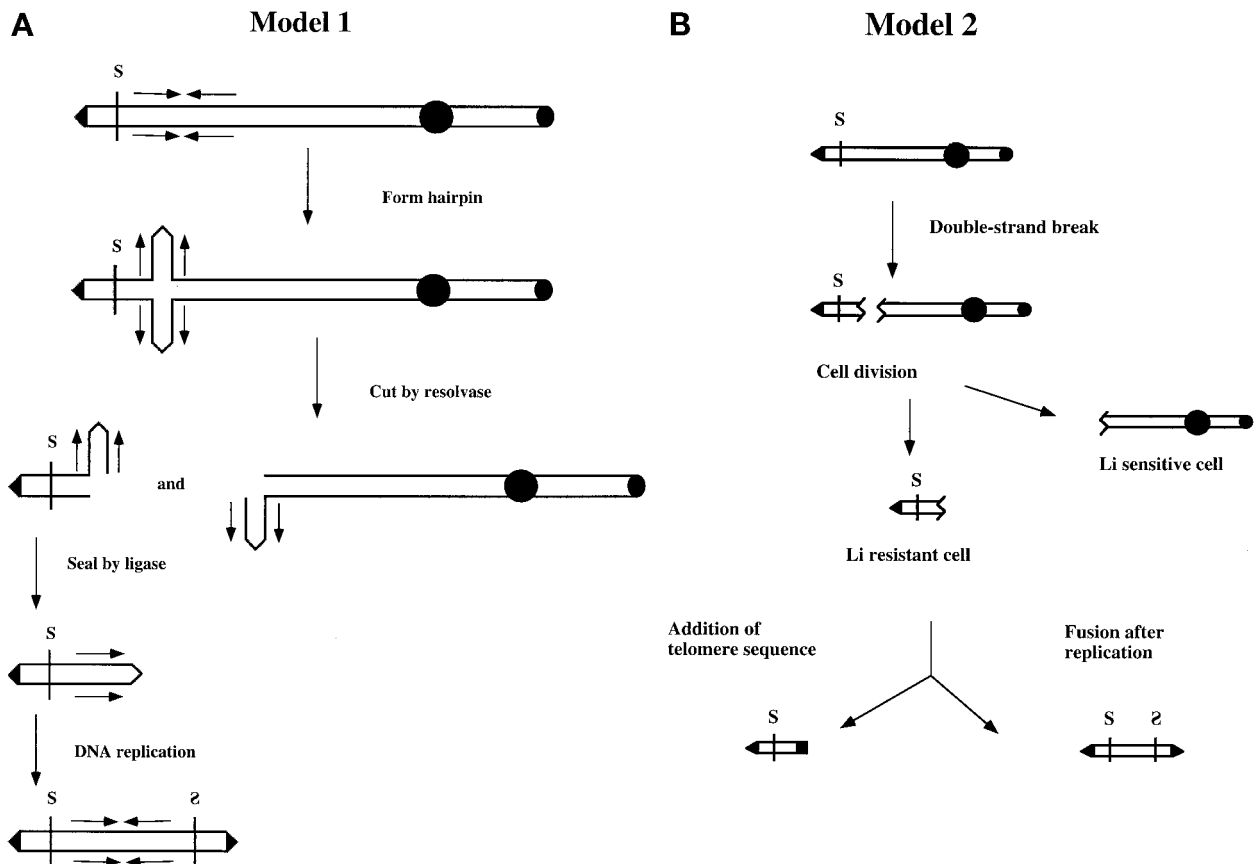 A
Model 1
S
Form hairpin
S
Cut by resolvase
S
and
Seal by ligase
S
DNA replication
S
S
B
Model 2
S
Double-strand break
S
Cell division
Li sensitive cell
S
Li resistant cell
Addition of
telomere sequence
Fusion after
replication
S
S
S